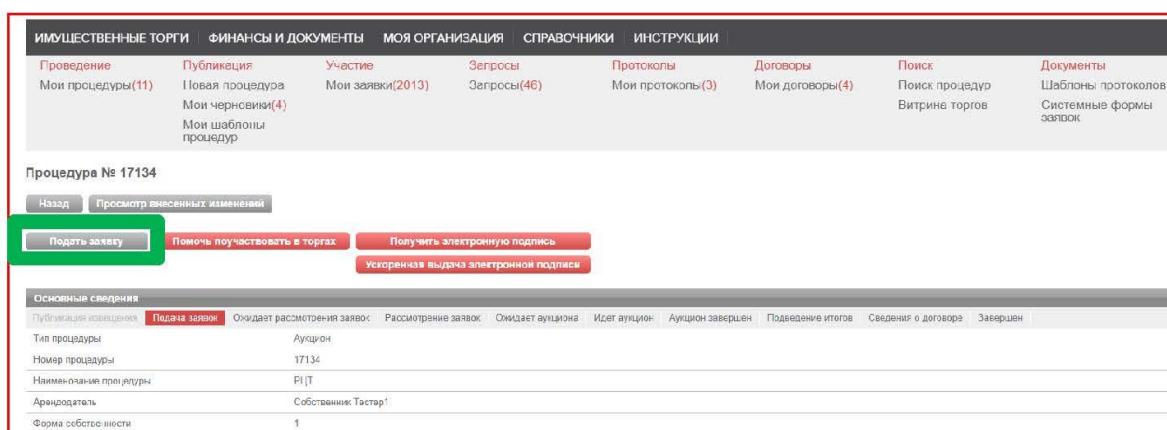 ИМУЩЕСТВЕННЫЕ ТОРГИ ФИНАНСЫ И ДОКУМЕНТЫ МОЯ ОРГАНИЗАЦИЯ СПРАВОЧНИКИ ИНСТРУКЦИИ
Проведение Публикация Участие Запросы Протоколы Договоры Поиск Документы
Мои процедуры(11) Новая процедура Мои заявки(2013) Запросы(46) Мои протоколы(3) Мои договоры(4) Поиск процедур Шаблоны протоколов
Мои черновики(4) Витрина торгов Системные формы
Мои шаблоны заявок
процедур
Процедура № 17134
Назад Просмотр внесенных изменений
Подать заявку Помочь поучаствовать в торгах Получить электронную подпись
Ускоренная выдача электронной подписи
Основные сведения
Публикация извещения Подача заявок Ожидает рассмотрения заявок Рассмотрение заявок Ожидает аукциона Идет аукцион Аукцион завершен Подведение итогов Сведения о договоре Завершен
Тип процедуры Аукцион
Номер процедуры 17134
Наименование процедуры
Арендодатель Собственник Тестер1
Форма собственности 1